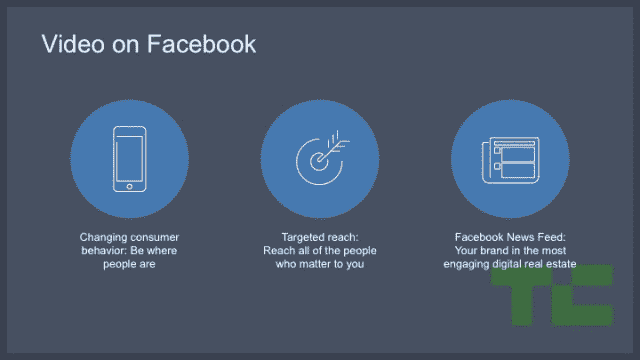 Video on Facebook
Changing consumer
behavior: Be where
people are
Targeted reach:
Reach all of the people
who matter to you
Facebook News Feed:
Your brand in the most
engaging digital real estate
TC